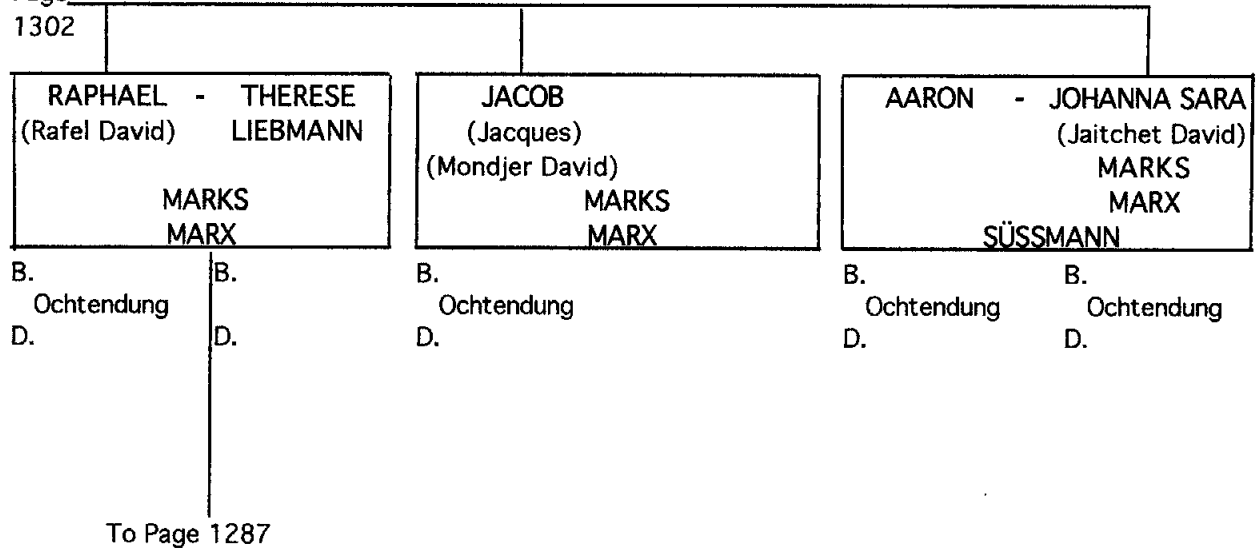 1302
RAPHAEL - THERESE
(Rafel David) LIEBMANN
MARKS
MARX
B. B.
Ochtendung
D. D.
To Page 1287
JACOB
(Jacques)
(Mondjer David)
MARKS
MARX
B.
Ochtendung
D.
AARON - JOHANNA SARA
(Jaitchet David)
MARKS
MARX
SÜSSMANN
B. B.
Ochtendung Ochtendung
D. D.